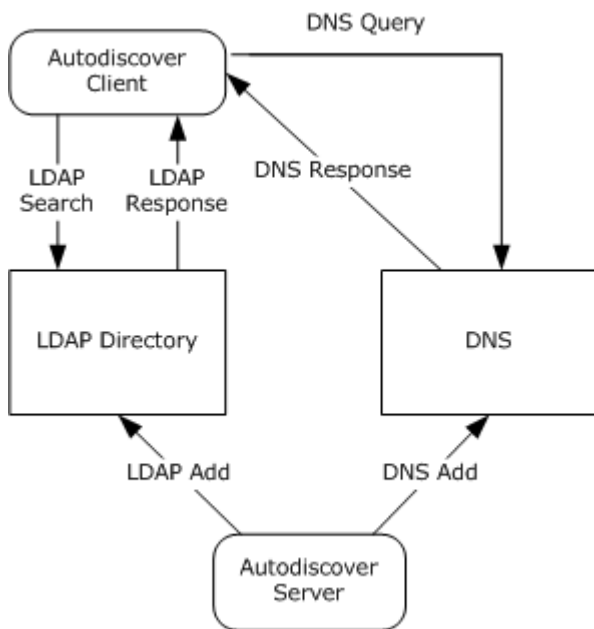 DNS Query
Autodiscover
Client
LDAP
Search
LDAP
Response
DNS Response
LDAP Directory
DNS
LDAP Add
DNS Add
Autodiscover
Server